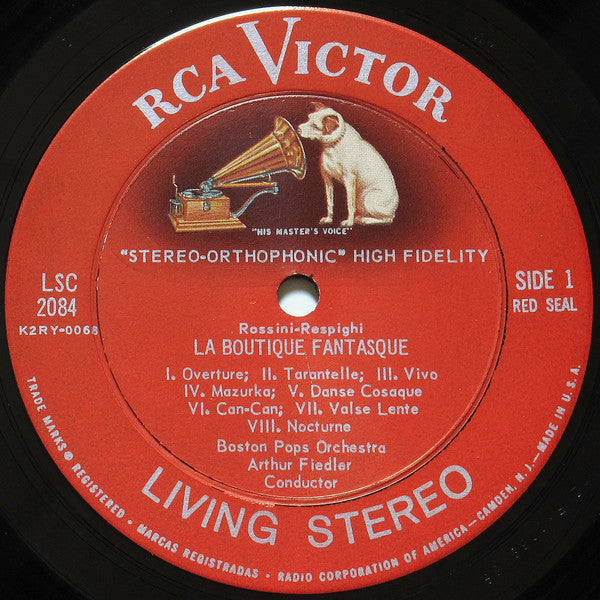 RCA VICTOR
"HIS MASTER'S VOICE"
"STEREO-ORTHOPHONIC" HIGH FIDELITY
LSC
2084
K2RY-0068
SIDE 1
RED SEAL
Rossini-Respighi
LA BOUTIQUE FANTASQUE
I. Overture; II. Tarantelle; III. Vivo
IV. Mazurka; V. Danse Cosaque
VI. Can-Can; VII. Valse Lente
VIII. Nocturne
Boston Pops Orchestra
Arthur Fiedler
Conductor
LIVING STEREO
TRADE MARKS ® REGISTERED • MARCAS REGISTRADAS • RADIO CORPORATION OF AMERICA—CAMDEN, N. J.—MADE IN U.S.A.